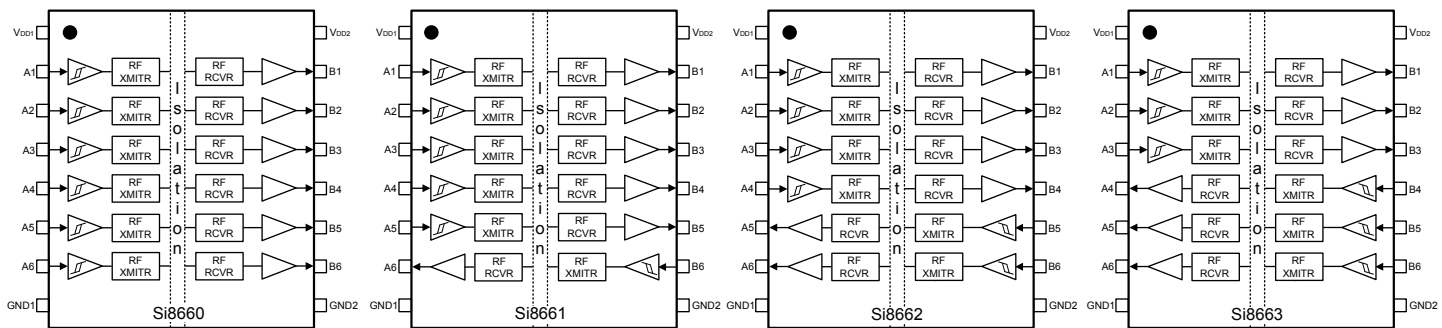 VDD1 VDD2
A1 RF XMITR RF RCVR B1
A2 RF XMITR RF RCVR B2
A3 RF XMITR RF RCVR B3
A4 RF XMITR RF RCVR B4
A5 RF XMITR RF RCVR B5
A6 RF XMITR RF RCVR B6
Isolation
GND1 GND2
Si8660
VDD1 VDD2
A1 RF XMITR RF RCVR B1
A2 RF XMITR RF RCVR B2
A3 RF XMITR RF RCVR B3
A4 RF XMITR RF RCVR B4
A5 RF XMITR RF RCVR B5
A6 RF RCVR RF XMITR B6
Isolation
GND1 GND2
Si8661
VDD1 VDD2
A1 RF XMITR RF RCVR B1
A2 RF XMITR RF RCVR B2
A3 RF XMITR RF RCVR B3
A4 RF XMITR RF RCVR B4
A5 RF RCVR RF XMITR B5
A6 RF RCVR RF XMITR B6
Isolation
GND1 GND2
Si8662
VDD1 VDD2
A1 RF XMITR RF RCVR B1
A2 RF XMITR RF RCVR B2
A3 RF XMITR RF RCVR B3
A4 RF RCVR RF XMITR B4
A5 RF RCVR RF XMITR B5
A6 RF RCVR RF XMITR B6
Isolation
GND1 GND2
Si8663